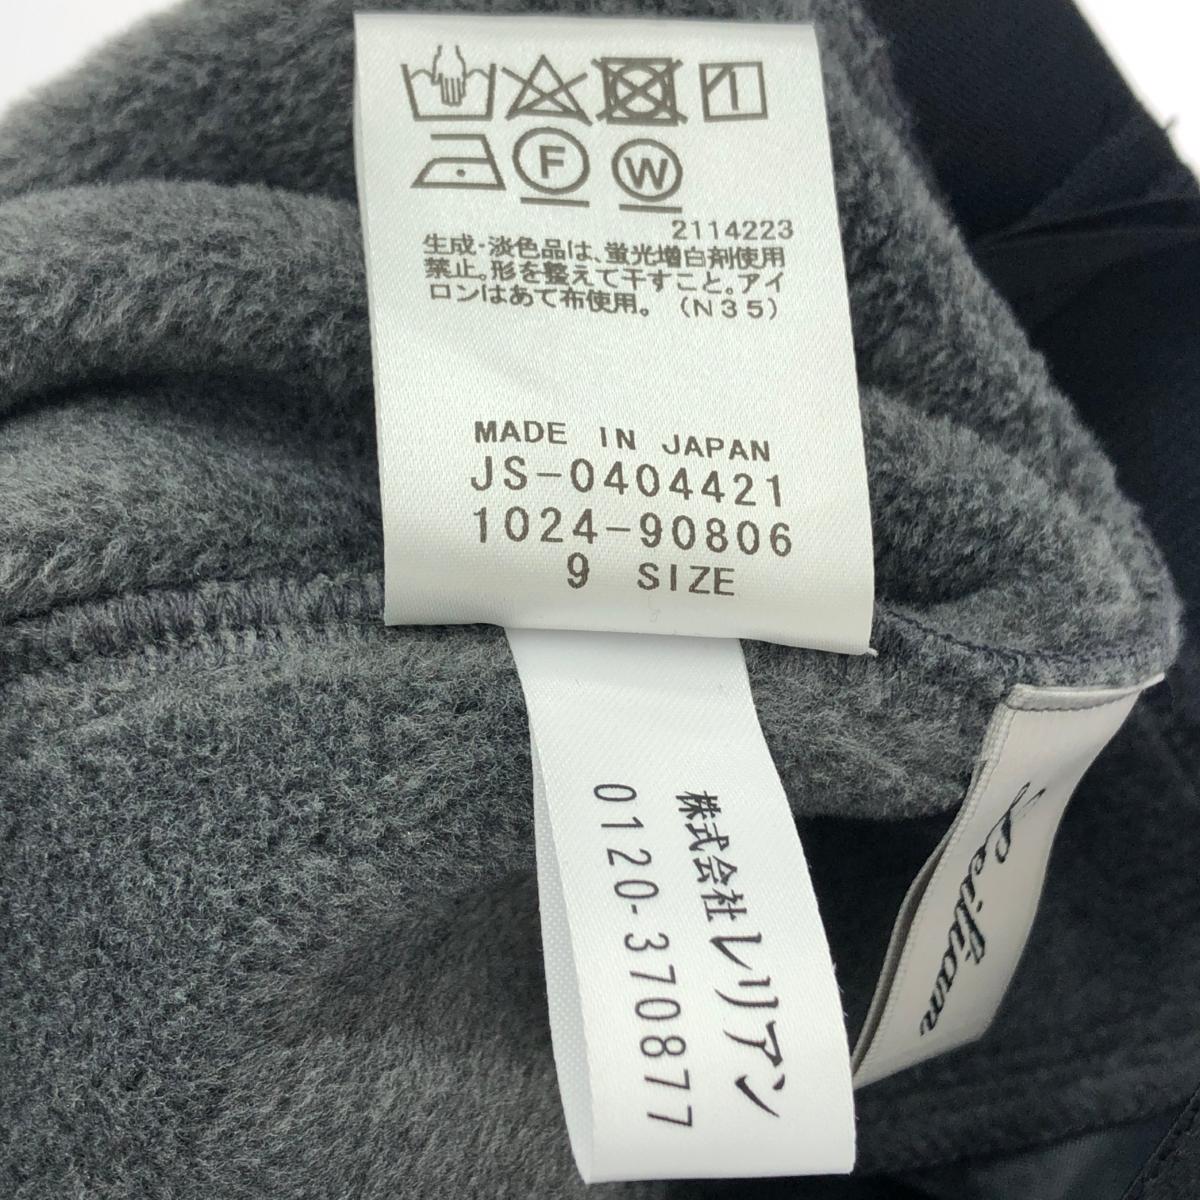 F
W
2114223
生成・淡色品は、蛍光増白剤使用
禁止。形を整えて干すこと。アイ
ロンはあて布使用。（N35）
MADE IN JAPAN
JS-0404421
1024-90806
9 SIZE
株式会社レリアン
0120-370877
Leilian